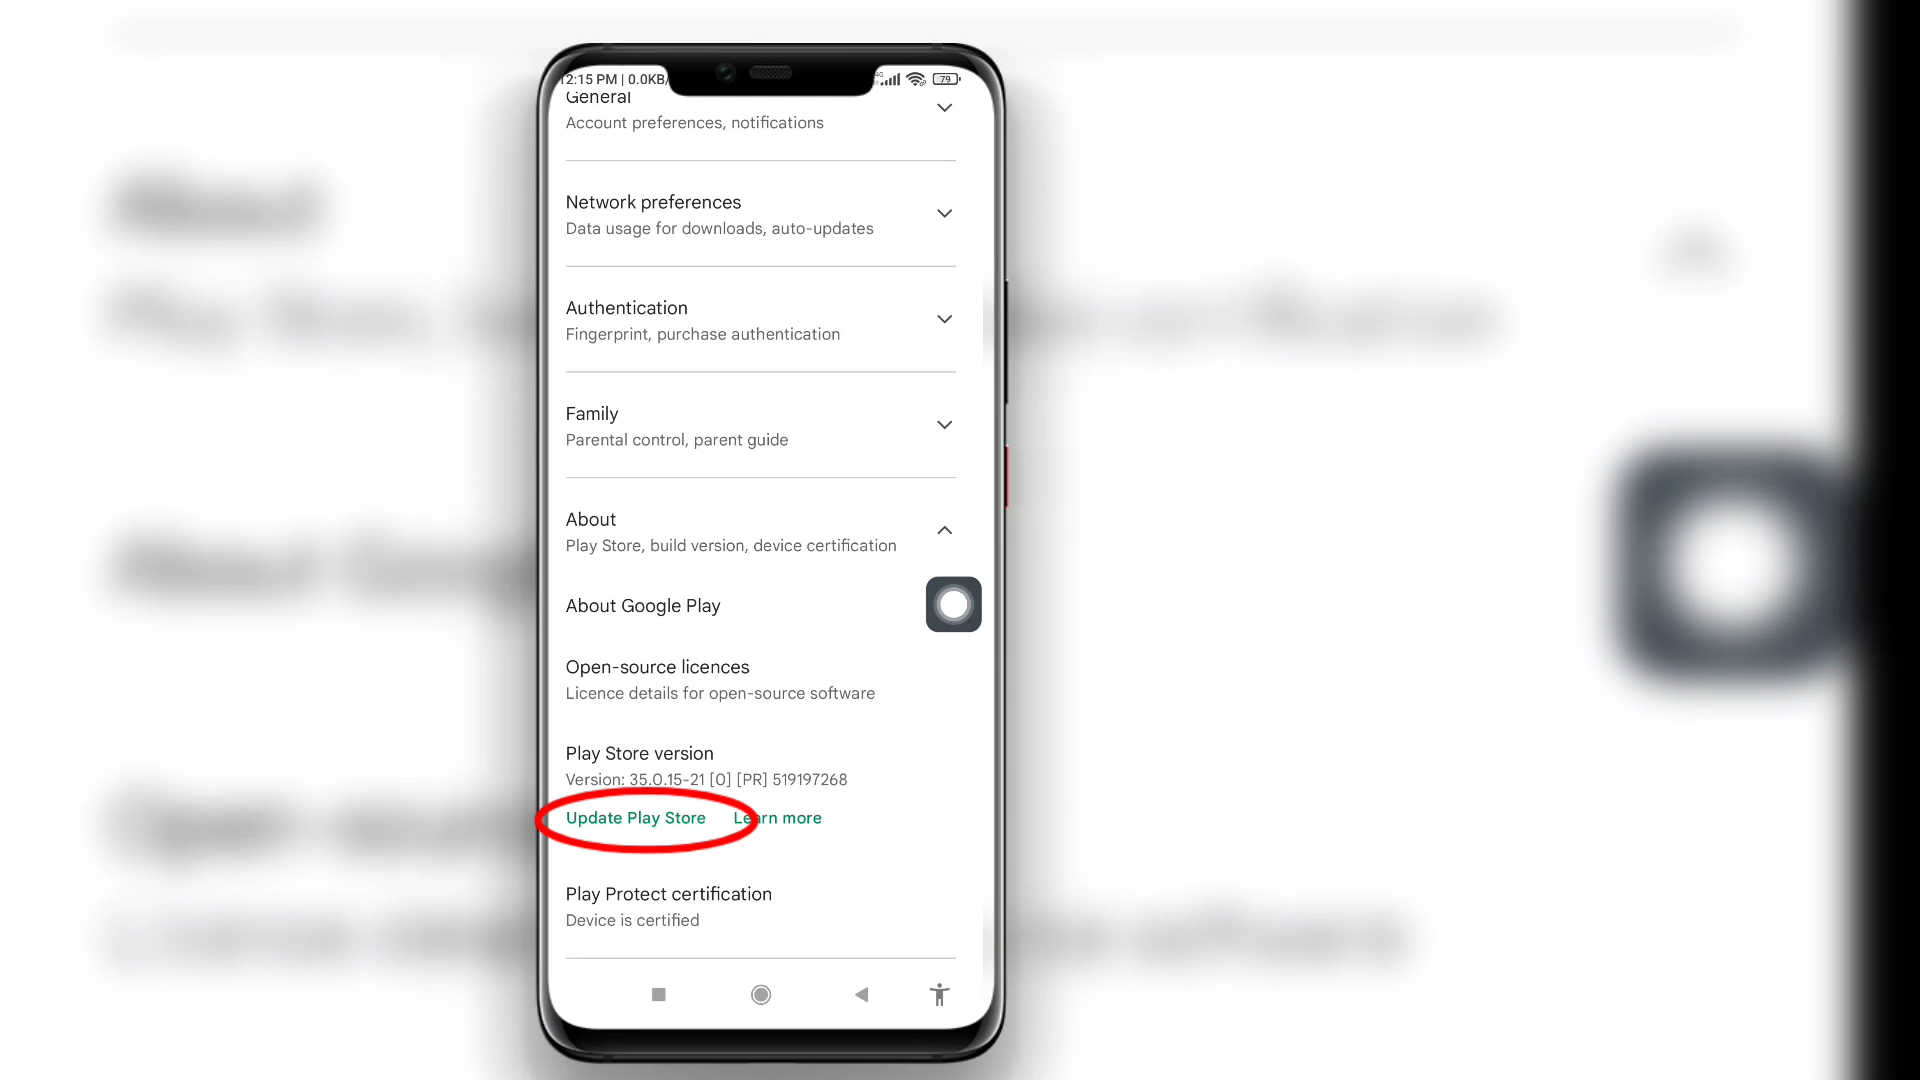 12:15 PM | 0.0KB/
4G
79
General
Account preferences, notifications
Network preferences
Data usage for downloads, auto-updates
Authentication
Fingerprint, purchase authentication
Family
Parental control, parent guide
About
Play Store, build version, device certification
About Google Play
Open-source licences
Licence details for open-source software
Play Store version
Version: 35.0.15-21 [0] [PR] 519197268
Update Play Store Learn more
Play Protect certification
Device is certified